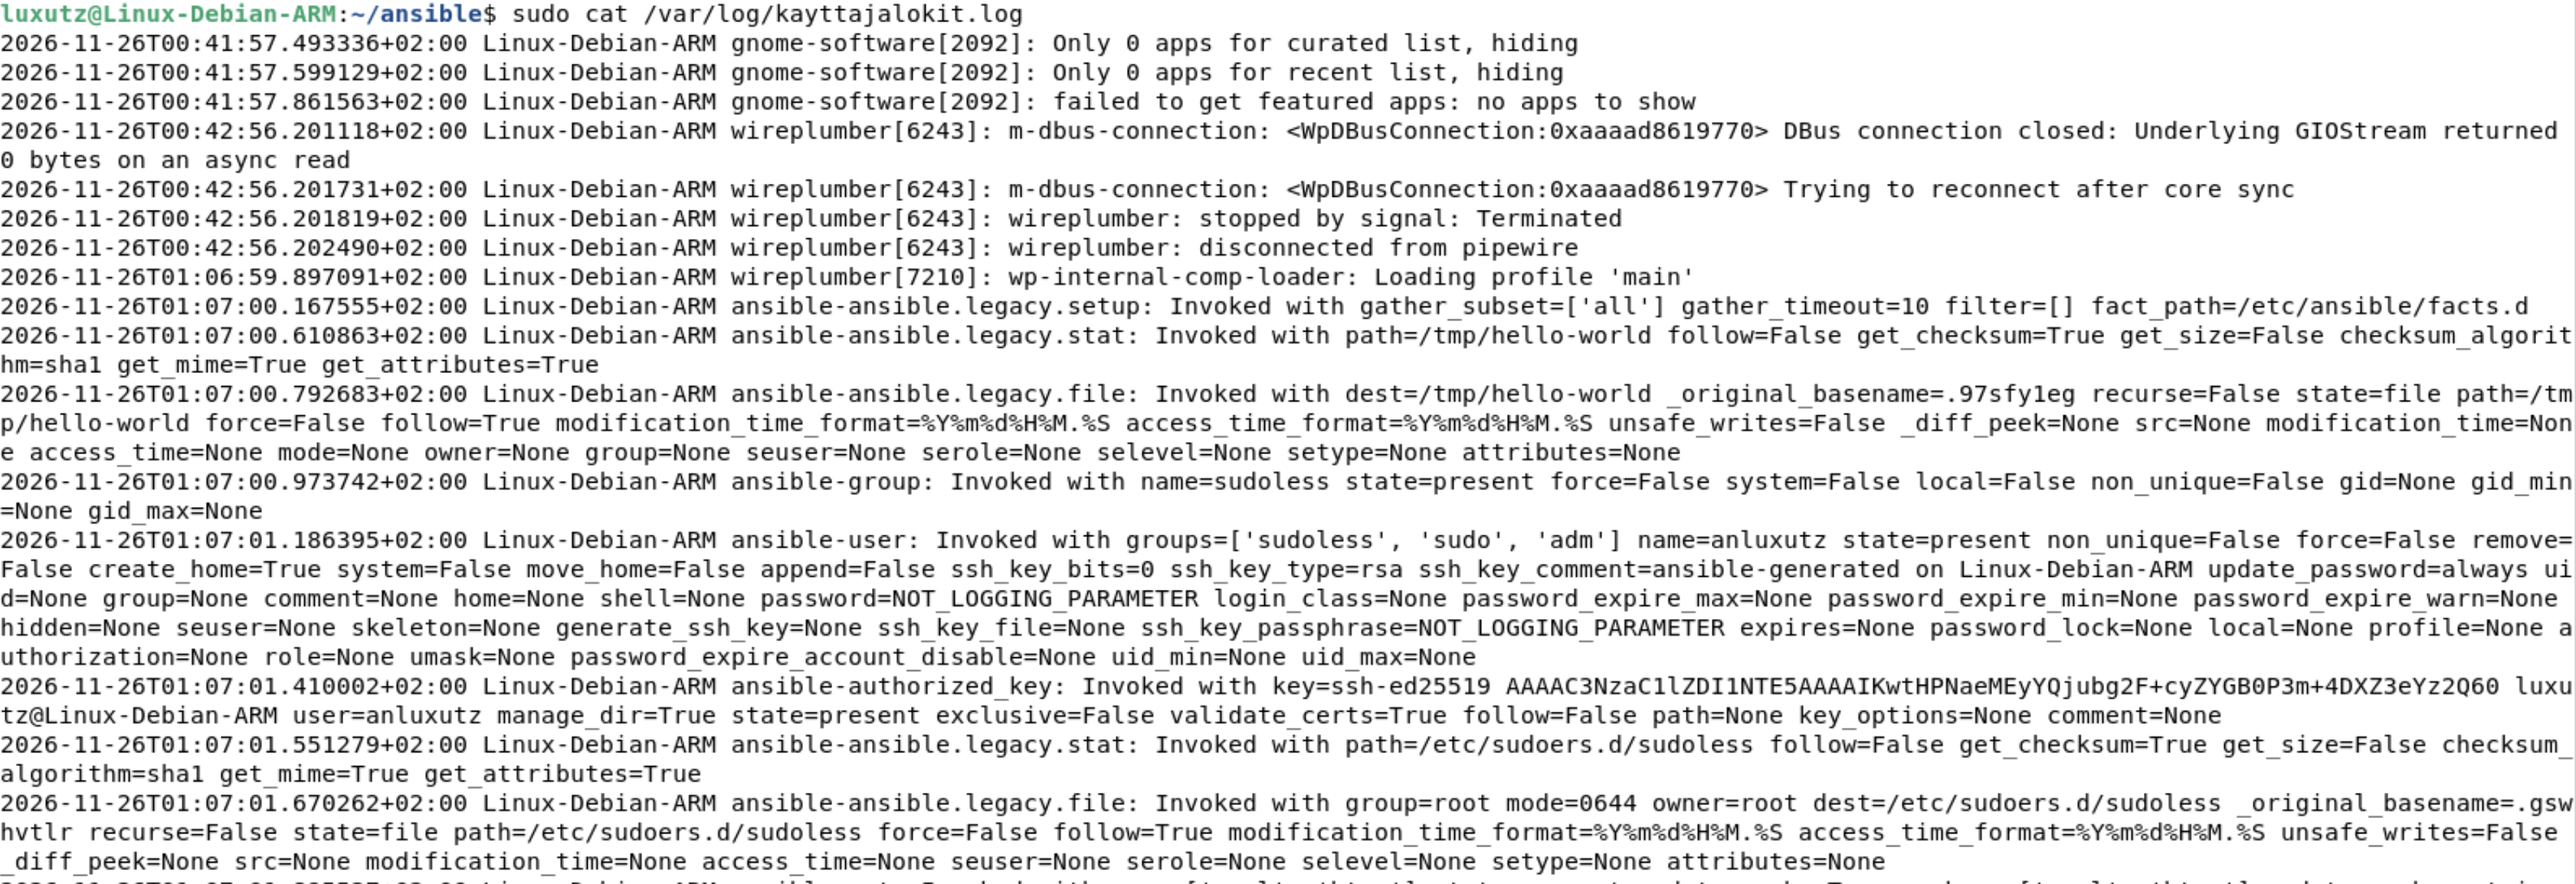 luxutz@Linux-Debian-ARM:~/ansible$ sudo cat /var/log/kayttajalokit.log
2026-11-26T00:41:57.493336+02:00 Linux-Debian-ARM gnome-software[2092]: Only 0 apps for curated list, hiding
2026-11-26T00:41:57.599129+02:00 Linux-Debian-ARM gnome-software[2092]: Only 0 apps for recent list, hiding
2026-11-26T00:41:57.861563+02:00 Linux-Debian-ARM gnome-software[2092]: failed to get featured apps: no apps to show
2026-11-26T00:42:56.201118+02:00 Linux-Debian-ARM wireplumber[6243]: m-dbus-connection: <WpDBusConnection:0xaaaad8619770> DBus connection closed: Underlying GIOStream returned
0 bytes on an async read
2026-11-26T00:42:56.201731+02:00 Linux-Debian-ARM wireplumber[6243]: m-dbus-connection: <WpDBusConnection:0xaaaad8619770> Trying to reconnect after core sync
2026-11-26T00:42:56.201819+02:00 Linux-Debian-ARM wireplumber[6243]: wireplumber: stopped by signal: Terminated
2026-11-26T00:42:56.202490+02:00 Linux-Debian-ARM wireplumber[6243]: wireplumber: disconnected from pipewire
2026-11-26T01:06:59.897091+02:00 Linux-Debian-ARM wireplumber[7210]: wp-internal-comp-loader: Loading profile 'main'
2026-11-26T01:07:00.167555+02:00 Linux-Debian-ARM ansible-ansible.legacy.setup: Invoked with gather_subset=['all'] gather_timeout=10 filter=[] fact_path=/etc/ansible/facts.d
2026-11-26T01:07:00.610863+02:00 Linux-Debian-ARM ansible-ansible.legacy.stat: Invoked with path=/tmp/hello-world follow=False get_checksum=True get_size=False checksum_algorit
hm=sha1 get_mime=True get_attributes=True
2026-11-26T01:07:00.792683+02:00 Linux-Debian-ARM ansible-ansible.legacy.file: Invoked with dest=/tmp/hello-world _original_basename=.97sfy1eg recurse=False state=file path=/tm
p/hello-world force=False follow=True modification_time_format=%Y%m%d%H%M.%S access_time_format=%Y%m%d%H%M.%S unsafe_writes=False _diff_peek=None src=None modification_time=Non
e access_time=None mode=None owner=None group=None seuser=None serole=None selevel=None setype=None attributes=None
2026-11-26T01:07:00.973742+02:00 Linux-Debian-ARM ansible-group: Invoked with name=sudoless state=present force=False system=False local=False non_unique=False gid=None gid_min
=None gid_max=None
2026-11-26T01:07:01.186395+02:00 Linux-Debian-ARM ansible-user: Invoked with groups=['sudoless', 'sudo', 'adm'] name=anluxutz state=present non_unique=False force=False remove=
False create_home=True system=False move_home=False append=False ssh_key_bits=0 ssh_key_type=rsa ssh_key_comment=ansible-generated on Linux-Debian-ARM update_password=always ui
d=None group=None comment=None home=None shell=None password=NOT_LOGGING_PARAMETER login_class=None password_expire_max=None password_expire_min=None password_expire_warn=None
hidden=None seuser=None skeleton=None generate_ssh_key=None ssh_key_file=None ssh_key_passphrase=NOT_LOGGING_PARAMETER expires=None password_lock=None local=None profile=None a
uthorization=None role=None umask=None password_expire_account_disable=None uid_min=None uid_max=None
2026-11-26T01:07:01.410002+02:00 Linux-Debian-ARM ansible-authorized_key: Invoked with key=ssh-ed25519 AAAAC3NzaC1lZDI1NTE5AAAAIKwtHPNaeMEyYQjubg2F+cyZYGB0P3m+4DXZ3eYz2Q60 luxu
tz@Linux-Debian-ARM user=anluxutz manage_dir=True state=present exclusive=False validate_certs=True follow=False path=None key_options=None comment=None
2026-11-26T01:07:01.551279+02:00 Linux-Debian-ARM ansible-ansible.legacy.stat: Invoked with path=/etc/sudoers.d/sudoless follow=False get_checksum=True get_size=False checksum_
algorithm=sha1 get_mime=True get_attributes=True
2026-11-26T01:07:01.670262+02:00 Linux-Debian-ARM ansible-ansible.legacy.file: Invoked with group=root mode=0644 owner=root dest=/etc/sudoers.d/sudoless _original_basename=.gsw
hvtlr recurse=False state=file path=/etc/sudoers.d/sudoless force=False follow=True modification_time_format=%Y%m%d%H%M.%S access_time_format=%Y%m%d%H%M.%S unsafe_writes=False
_diff_peek=None src=None modification_time=None access_time=None seuser=None serole=None selevel=None setype=None attributes=None